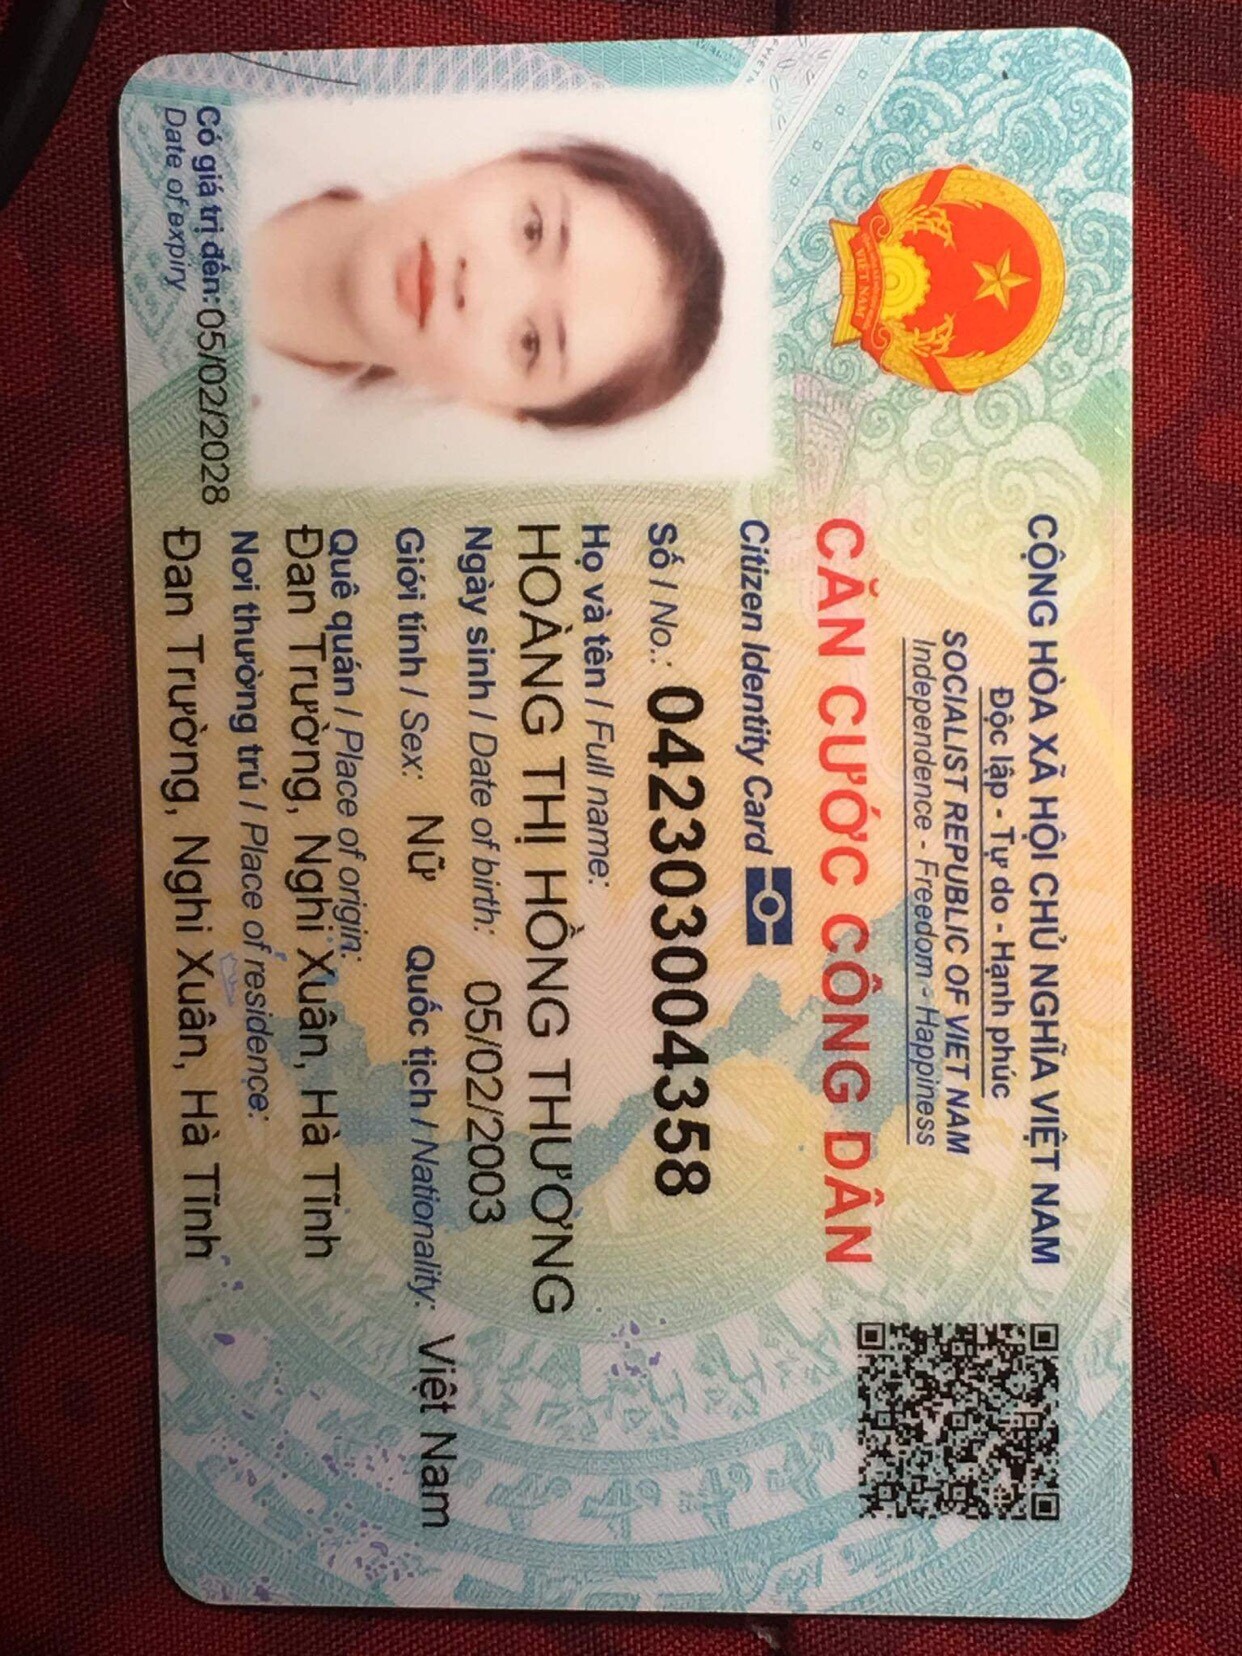 CỘNG HÒA XÃ HỘI CHỦ NGHĨA VIỆT NAM
Độc lập - Tự do - Hạnh phúc
SOCIALIST REPUBLIC OF VIET NAM
Independence - Freedom - Happiness
CĂN CƯỚC CÔNG DÂN
Citizen Identity Card
Số / No.: 042303004358
Họ và tên / Full name:
HOÀNG THỊ HỒNG THƯƠNG
Ngày sinh / Date of birth: 05/02/2003
Giới tính / Sex: Nữ Quốc tịch / Nationality: Việt Nam
Quê quán / Place of origin:
Đan Trường, Nghi Xuân, Hà Tĩnh
Nơi thường trú / Place of residence:
Đan Trường, Nghi Xuân, Hà Tĩnh
Có giá trị đến: 05/02/2028
Date of expiry
VIỆT NAM